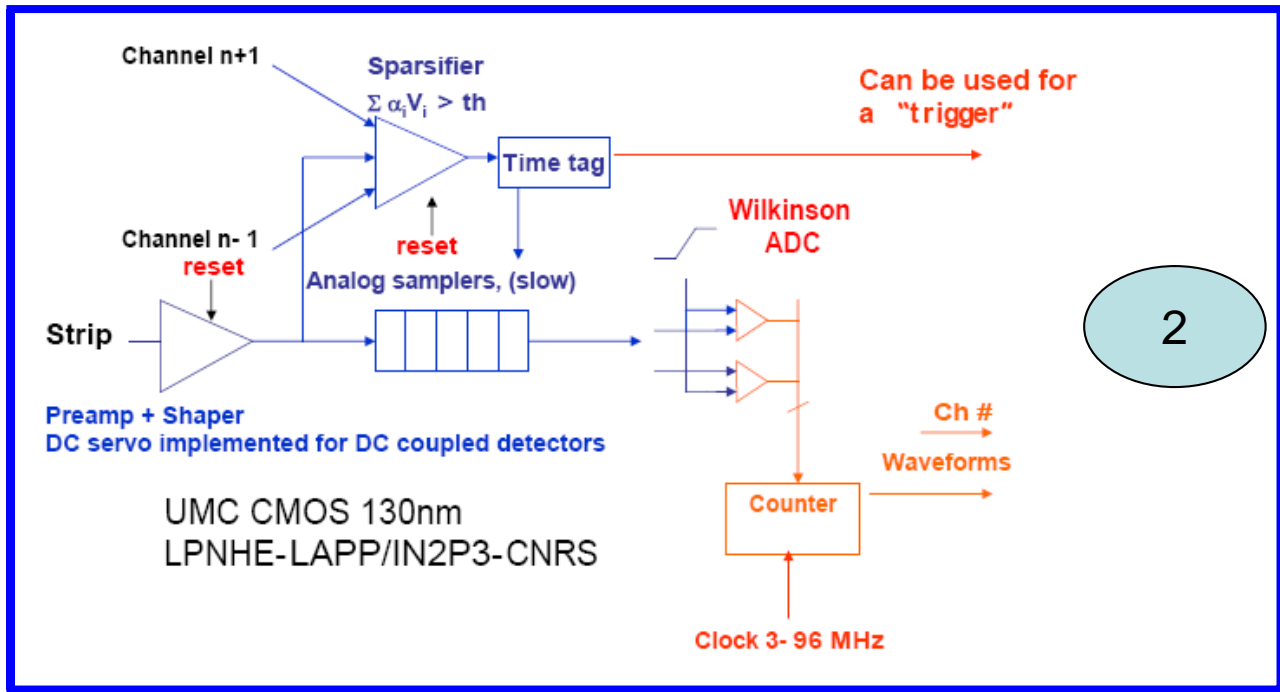 Channel n+1
Sparsifier
Σ αiVi > th
Can be used for
a "trigger"
Time tag
Channel n- 1
reset
reset
Wilkinson
ADC
Analog samplers, (slow)
Strip
2
Preamp + Shaper
DC servo implemented for DC coupled detectors
Ch #
Waveforms
Counter
UMC CMOS 130nm
LPNHE-LAPP/IN2P3-CNRS
Clock 3- 96 MHz